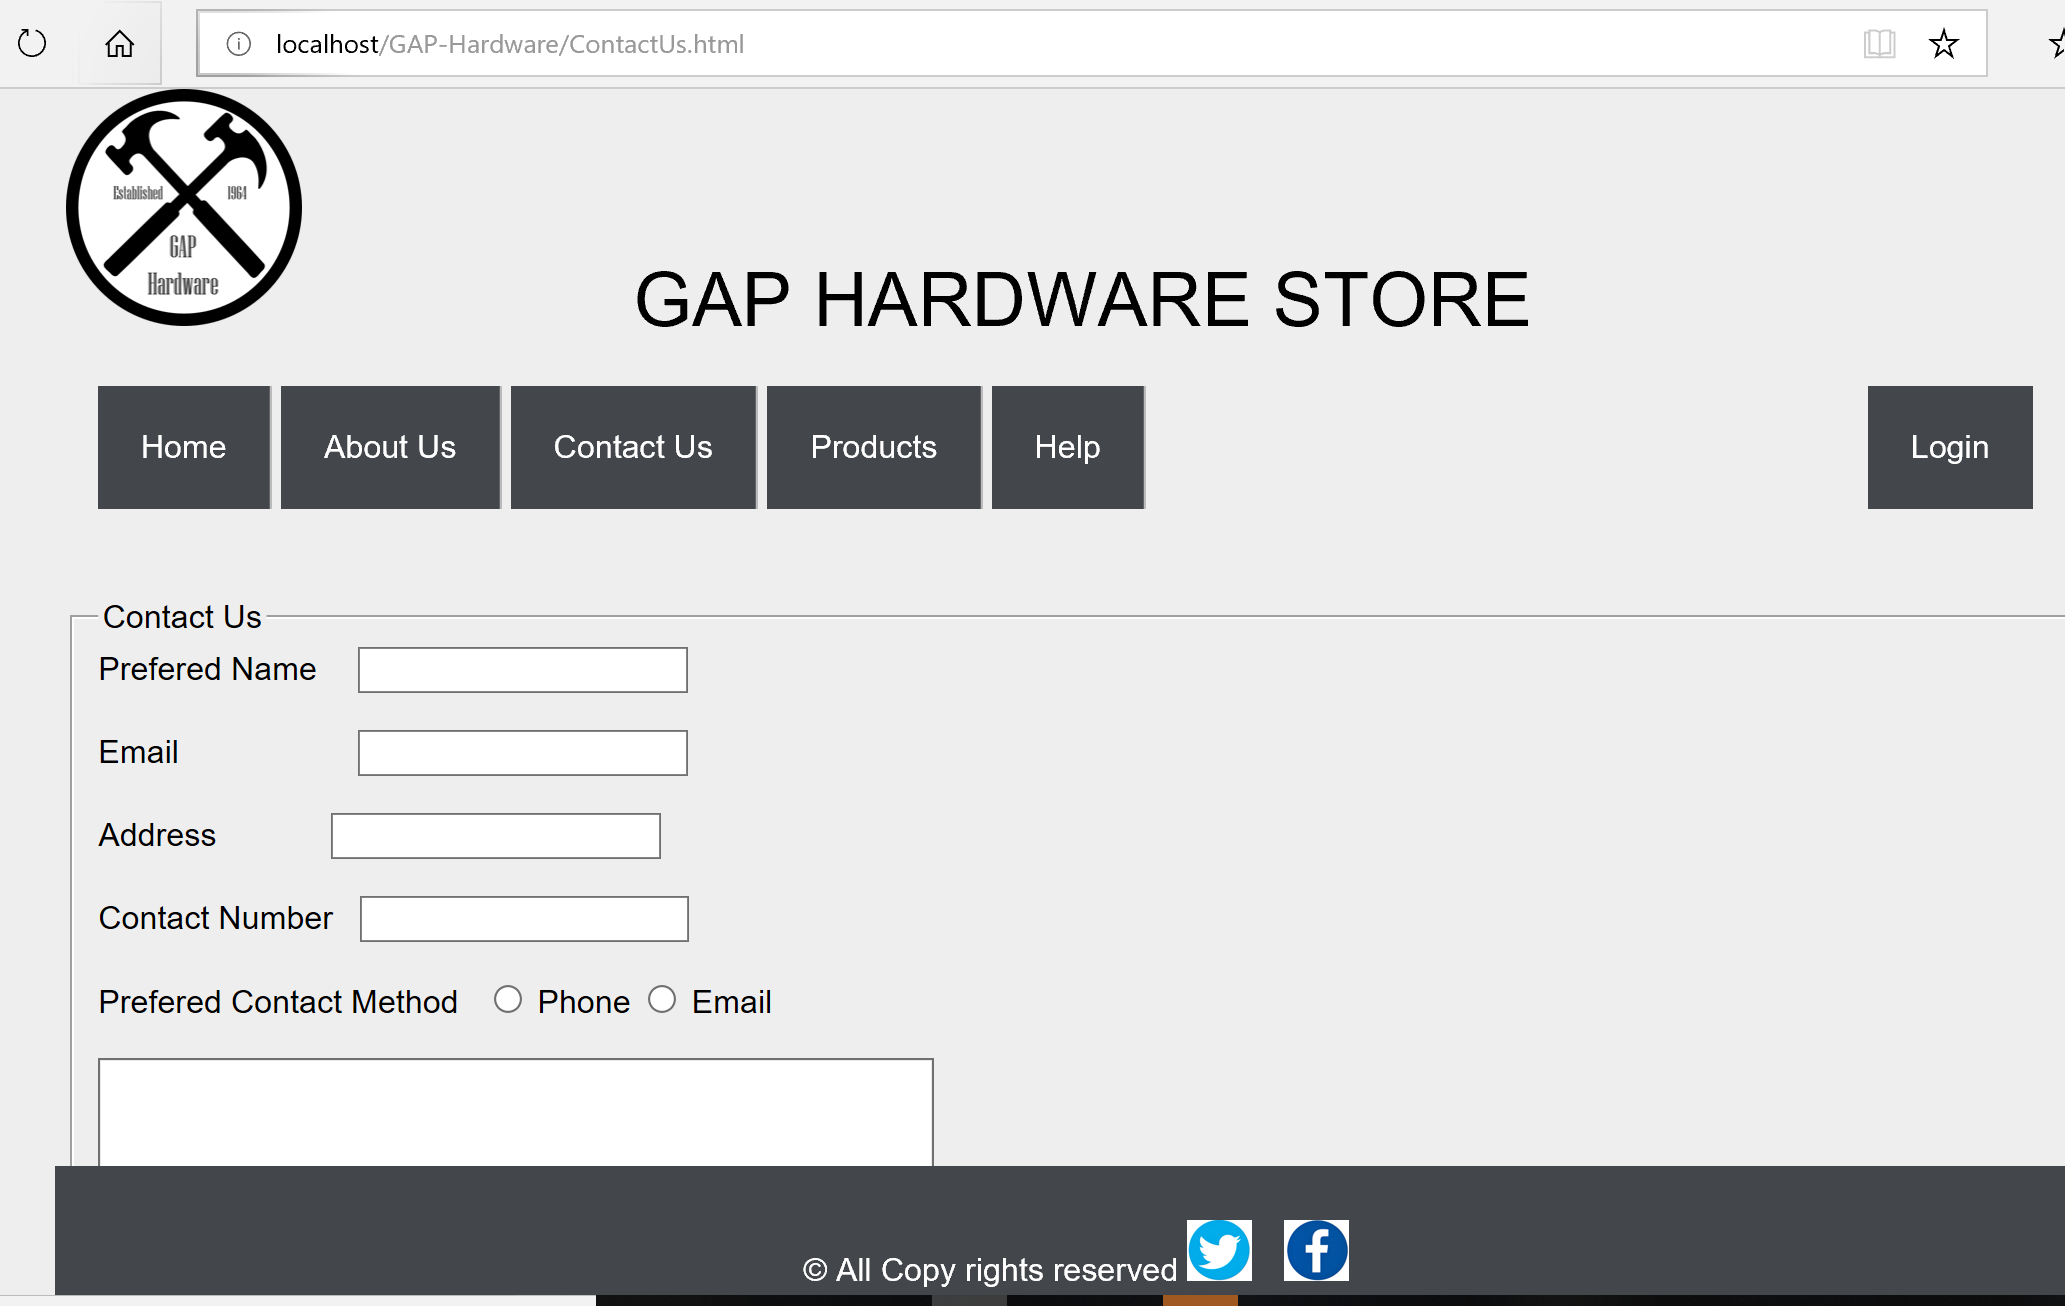 localhost/GAP-Hardware/ContactUs.html
Established 1964
GAP
Hardware
GAP HARDWARE STORE
Home About Us Contact Us Products Help Login
Contact Us
Prefered Name
Email
Address
Contact Number
Prefered Contact Method Phone Email
© All Copy rights reserved